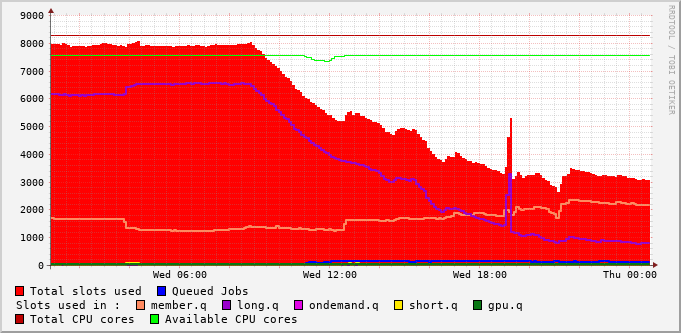 9000
8000
7000
6000
5000
4000
3000
2000
1000
0
Wed 06:00 Wed 12:00 Wed 18:00 Thu 00:00
RRDTOOL / TOBI OETIKER
Total slots used Queued Jobs
Slots used in : member.q long.q ondemand.q short.q gpu.q
Total CPU cores Available CPU cores